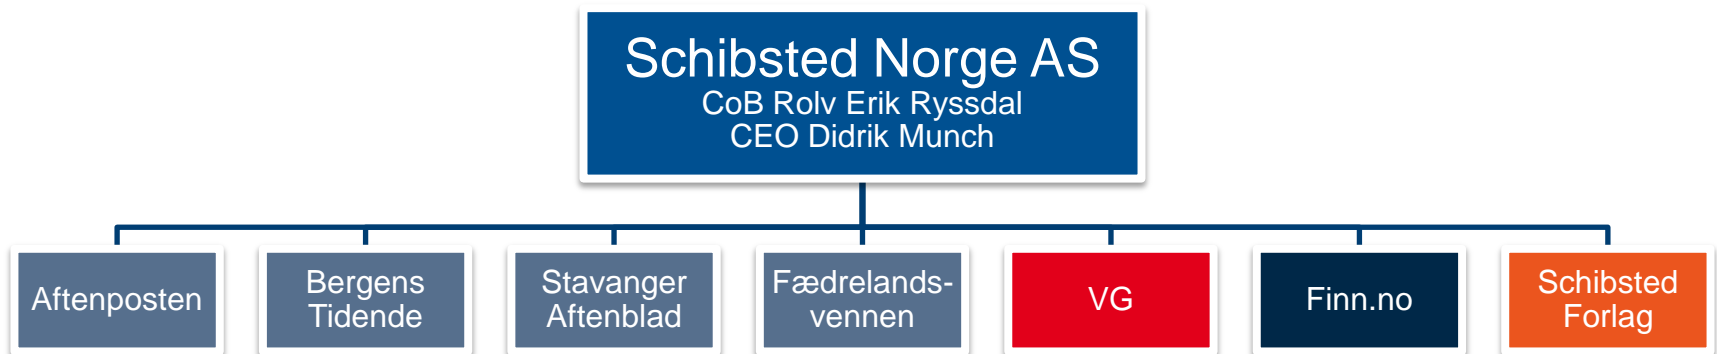 Schibsted Norge AS
CoB Rolv Erik Ryssdal
CEO Didrik Munch
Aftenposten
Bergens
Tidende
Stavanger
Aftenblad
Fædrelands-
vennen
VG
Finn.no
Schibsted
Forlag